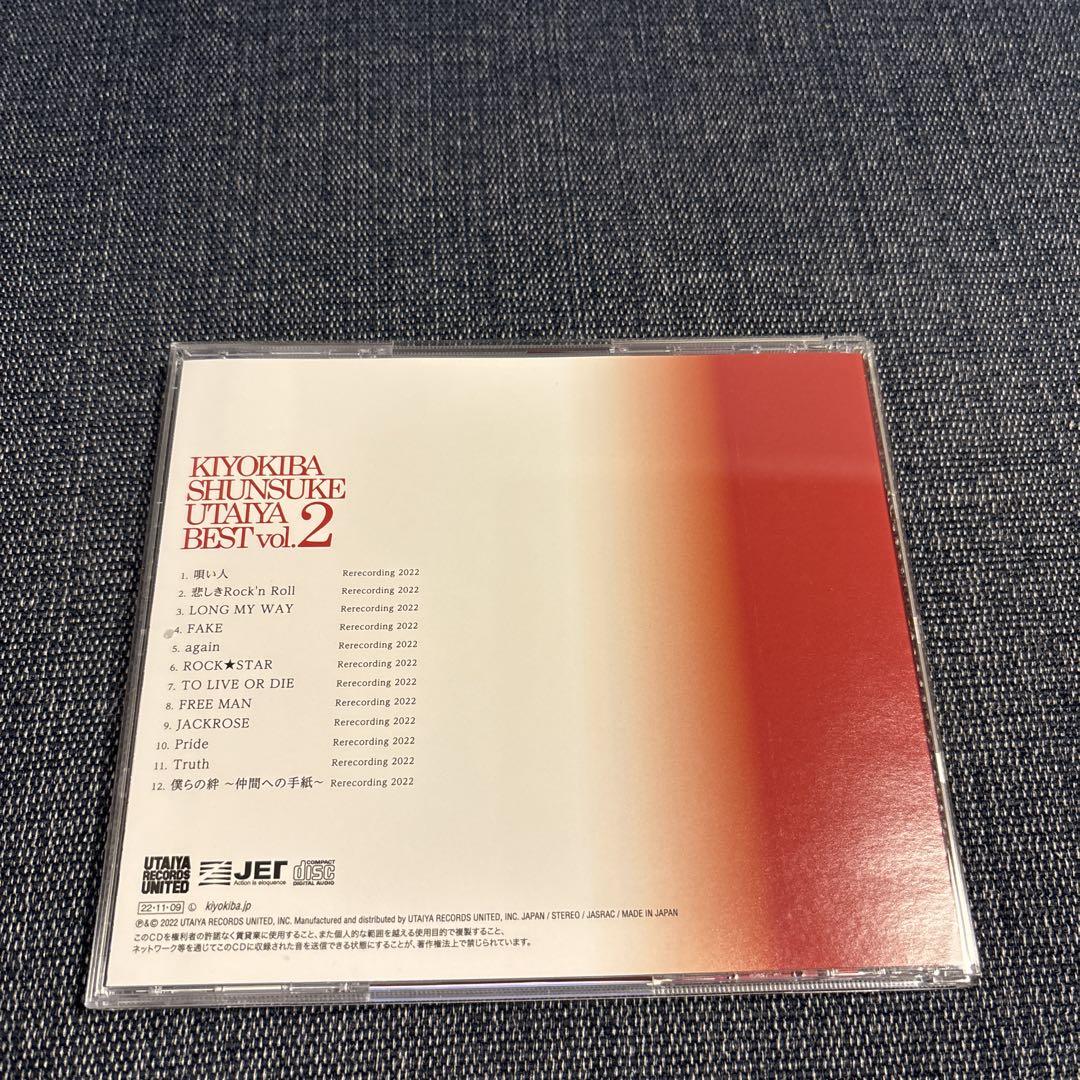 KIYOKIBA
SHUNSUKE
UTAIYA
BEST vol.2
1. 唄い人 Rerecording 2022
2. 悲しきRock'n Roll Rerecording 2022
3. LONG MY WAY Rerecording 2022
4. FAKE Rerecording 2022
5. again Rerecording 2022
6. ROCK★STAR Rerecording 2022
7. TO LIVE OR DIE Rerecording 2022
8. FREE MAN Rerecording 2022
9. JACKROSE Rerecording 2022
10. Pride Rerecording 2022
11. Truth Rerecording 2022
12. 僕らの絆 ~仲間への手紙~ Rerecording 2022
UTAIYA
RECORDS
UNITED
JET
Action is eloquence
COMPACT
disc
DIGITAL AUDIO
22・11・09 Ⓛ kiyokiba.jp
℗&© 2022 UTAIYA RECORDS UNITED, INC. Manufactured and distributed by UTAIYA RECORDS UNITED, INC. JAPAN / STEREO / JASRAC / MADE IN JAPAN
このCDを権利者の許諾なく賃貸業に使用すること、また個人的な範囲を越える使用目的で複製すること、
ネットワーク等を通じてこのCDに収録された音を送信できる状態にすることが、著作権法上で禁じられています。